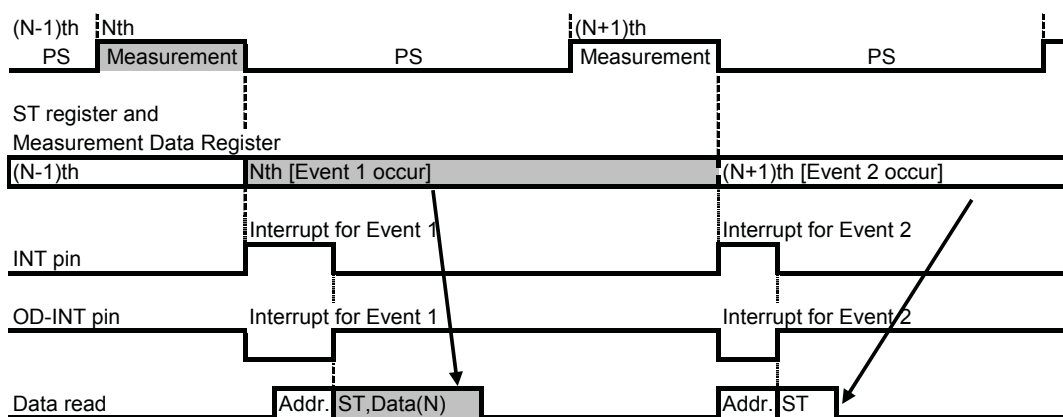 (N-1)th Nth (N+1)th
PS Measurement PS Measurement PS
ST register and
Measurement Data Register
(N-1)th Nth [Event 1 occur] (N+1)th [Event 2 occur]
Interrupt for Event 1 Interrupt for Event 2
INT pin
OD-INT pin Interrupt for Event 1 Interrupt for Event 2
Data read Addr. ST,Data(N) Addr. ST